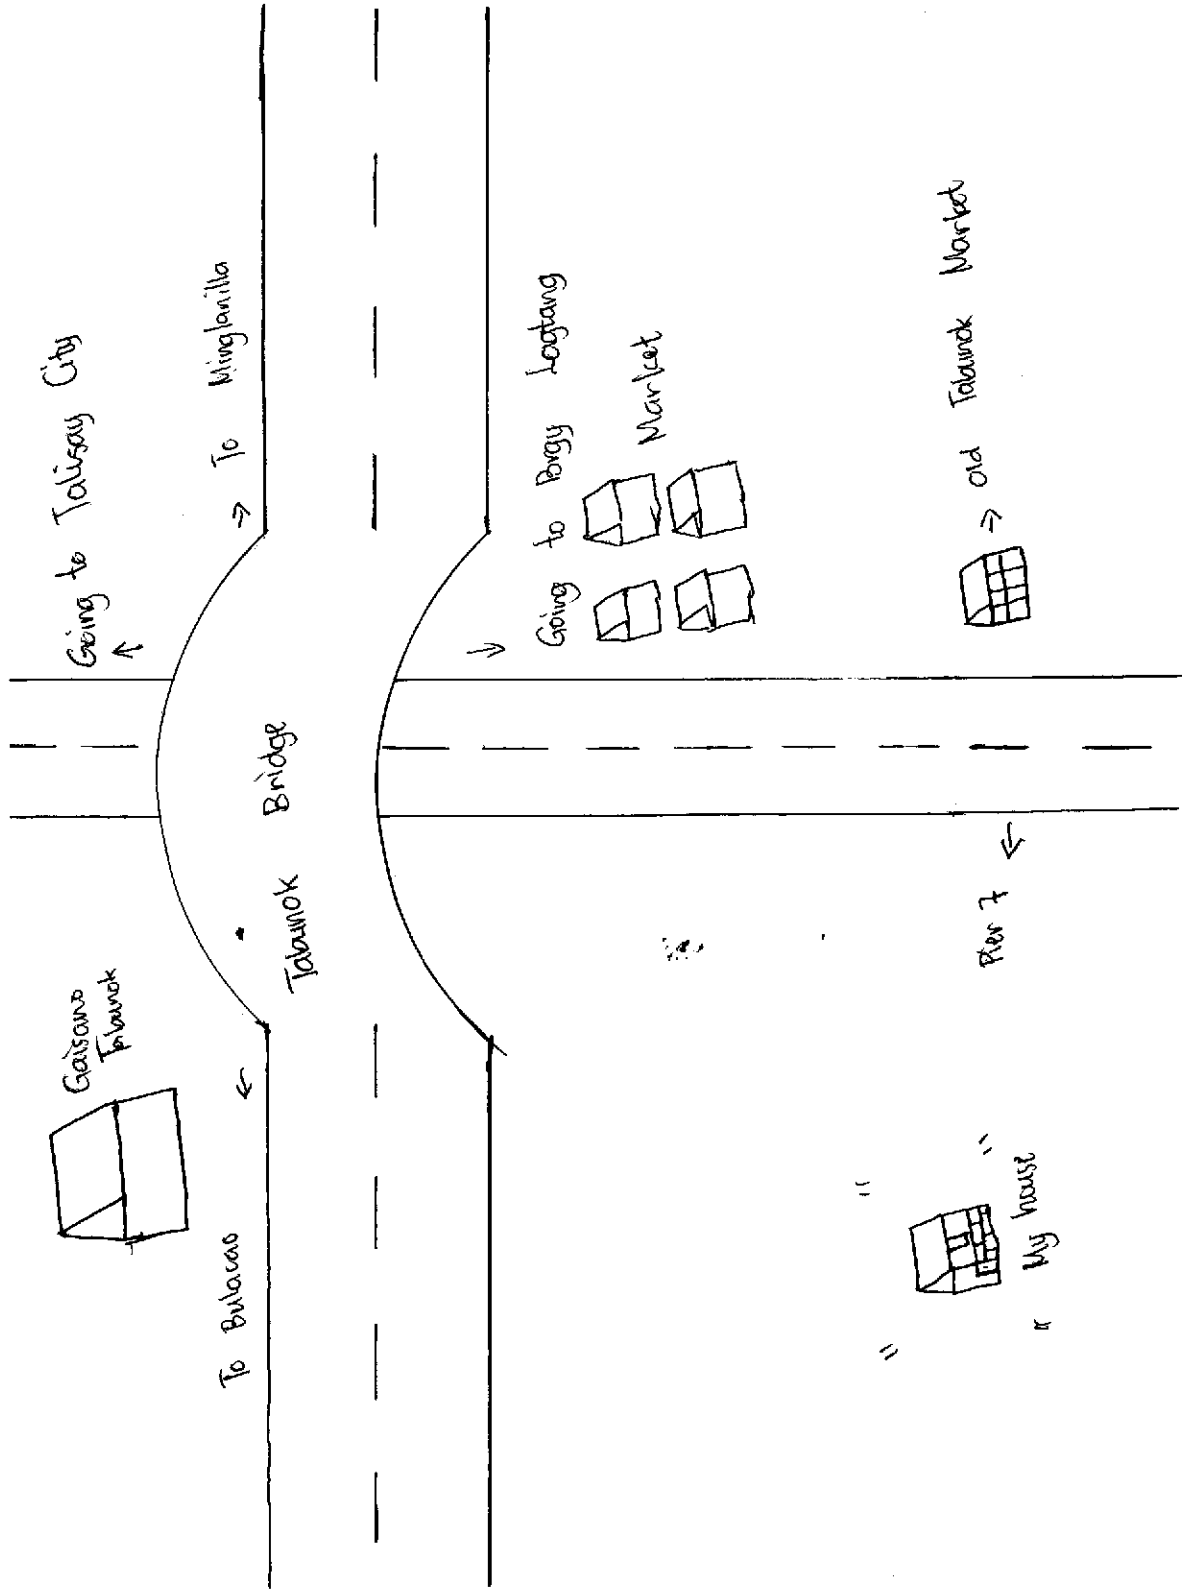 Going to Talisay City
Gaisano
Tabunok
To Bulacao
To Minglanilla
Tabunok Bridge
Going to Brgy Lagtang
Market
Pier 7
old Tabunok Market
My house